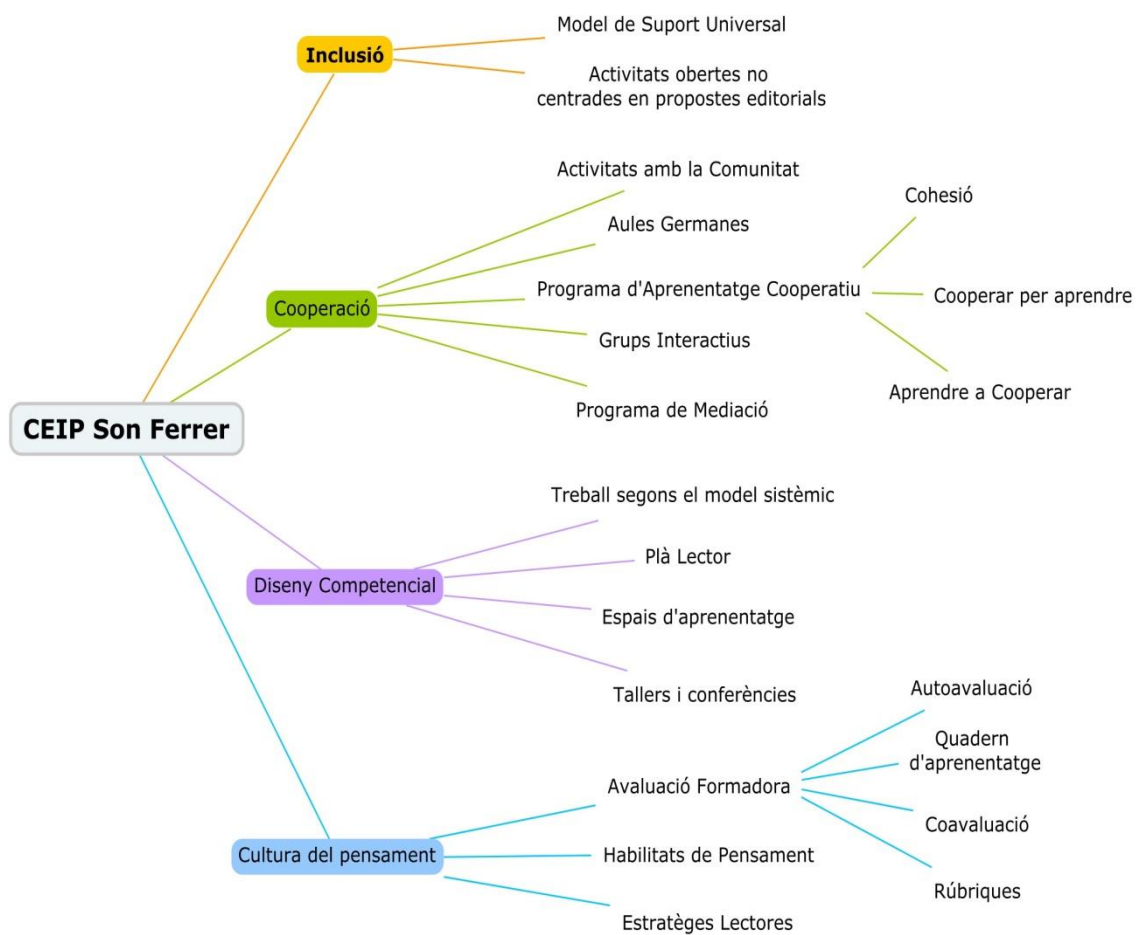 CEIP Son Ferrer
Inclusió
Model de Suport Universal
Activitats obertes no
centrades en propostes editorials
Cooperació
Activitats amb la Comunitat
Aules Germanes
Programa d'Aprenentatge Cooperatiu
Cohesió
Cooperar per aprendre
Aprendre a Cooperar
Grups Interactius
Programa de Mediació
Diseny Competencial
Treball segons el model sistèmic
Plà Lector
Espais d'aprenentatge
Tallers i conferències
Cultura del pensament
Avaluació Formadora
Autoavaluació
Quadern
d'aprenentatge
Coavaluació
Rúbriques
Habilitats de Pensament
Estratèges Lectores